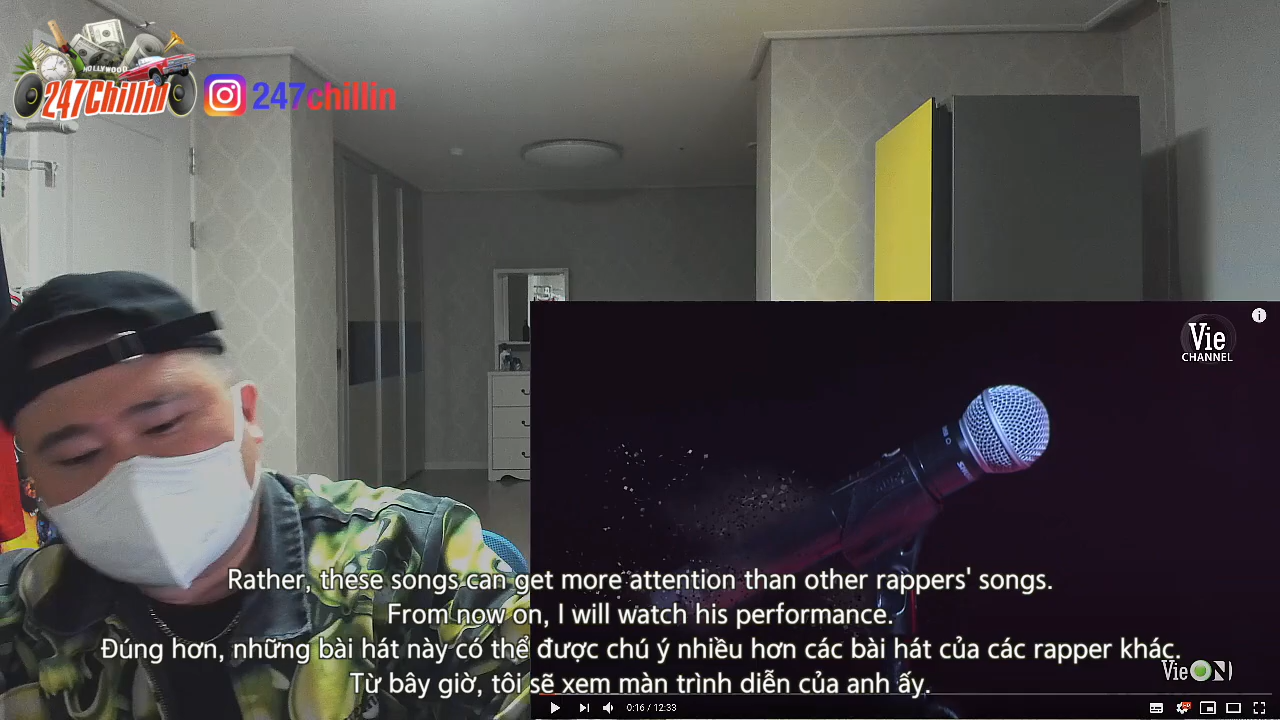 HOLLYWOOD
247Chillin
247chillin
Vie
CHANNEL
Rather, these songs can get more attention than other rappers' songs.
From now on, I will watch his performance.
Đúng hơn, những bài hát này có thể được chú ý nhiều hơn các bài hát của các rapper khác.
Từ bây giờ, tôi sẽ xem màn trình diễn của anh ấy.
VieON
0:16 / 12:33